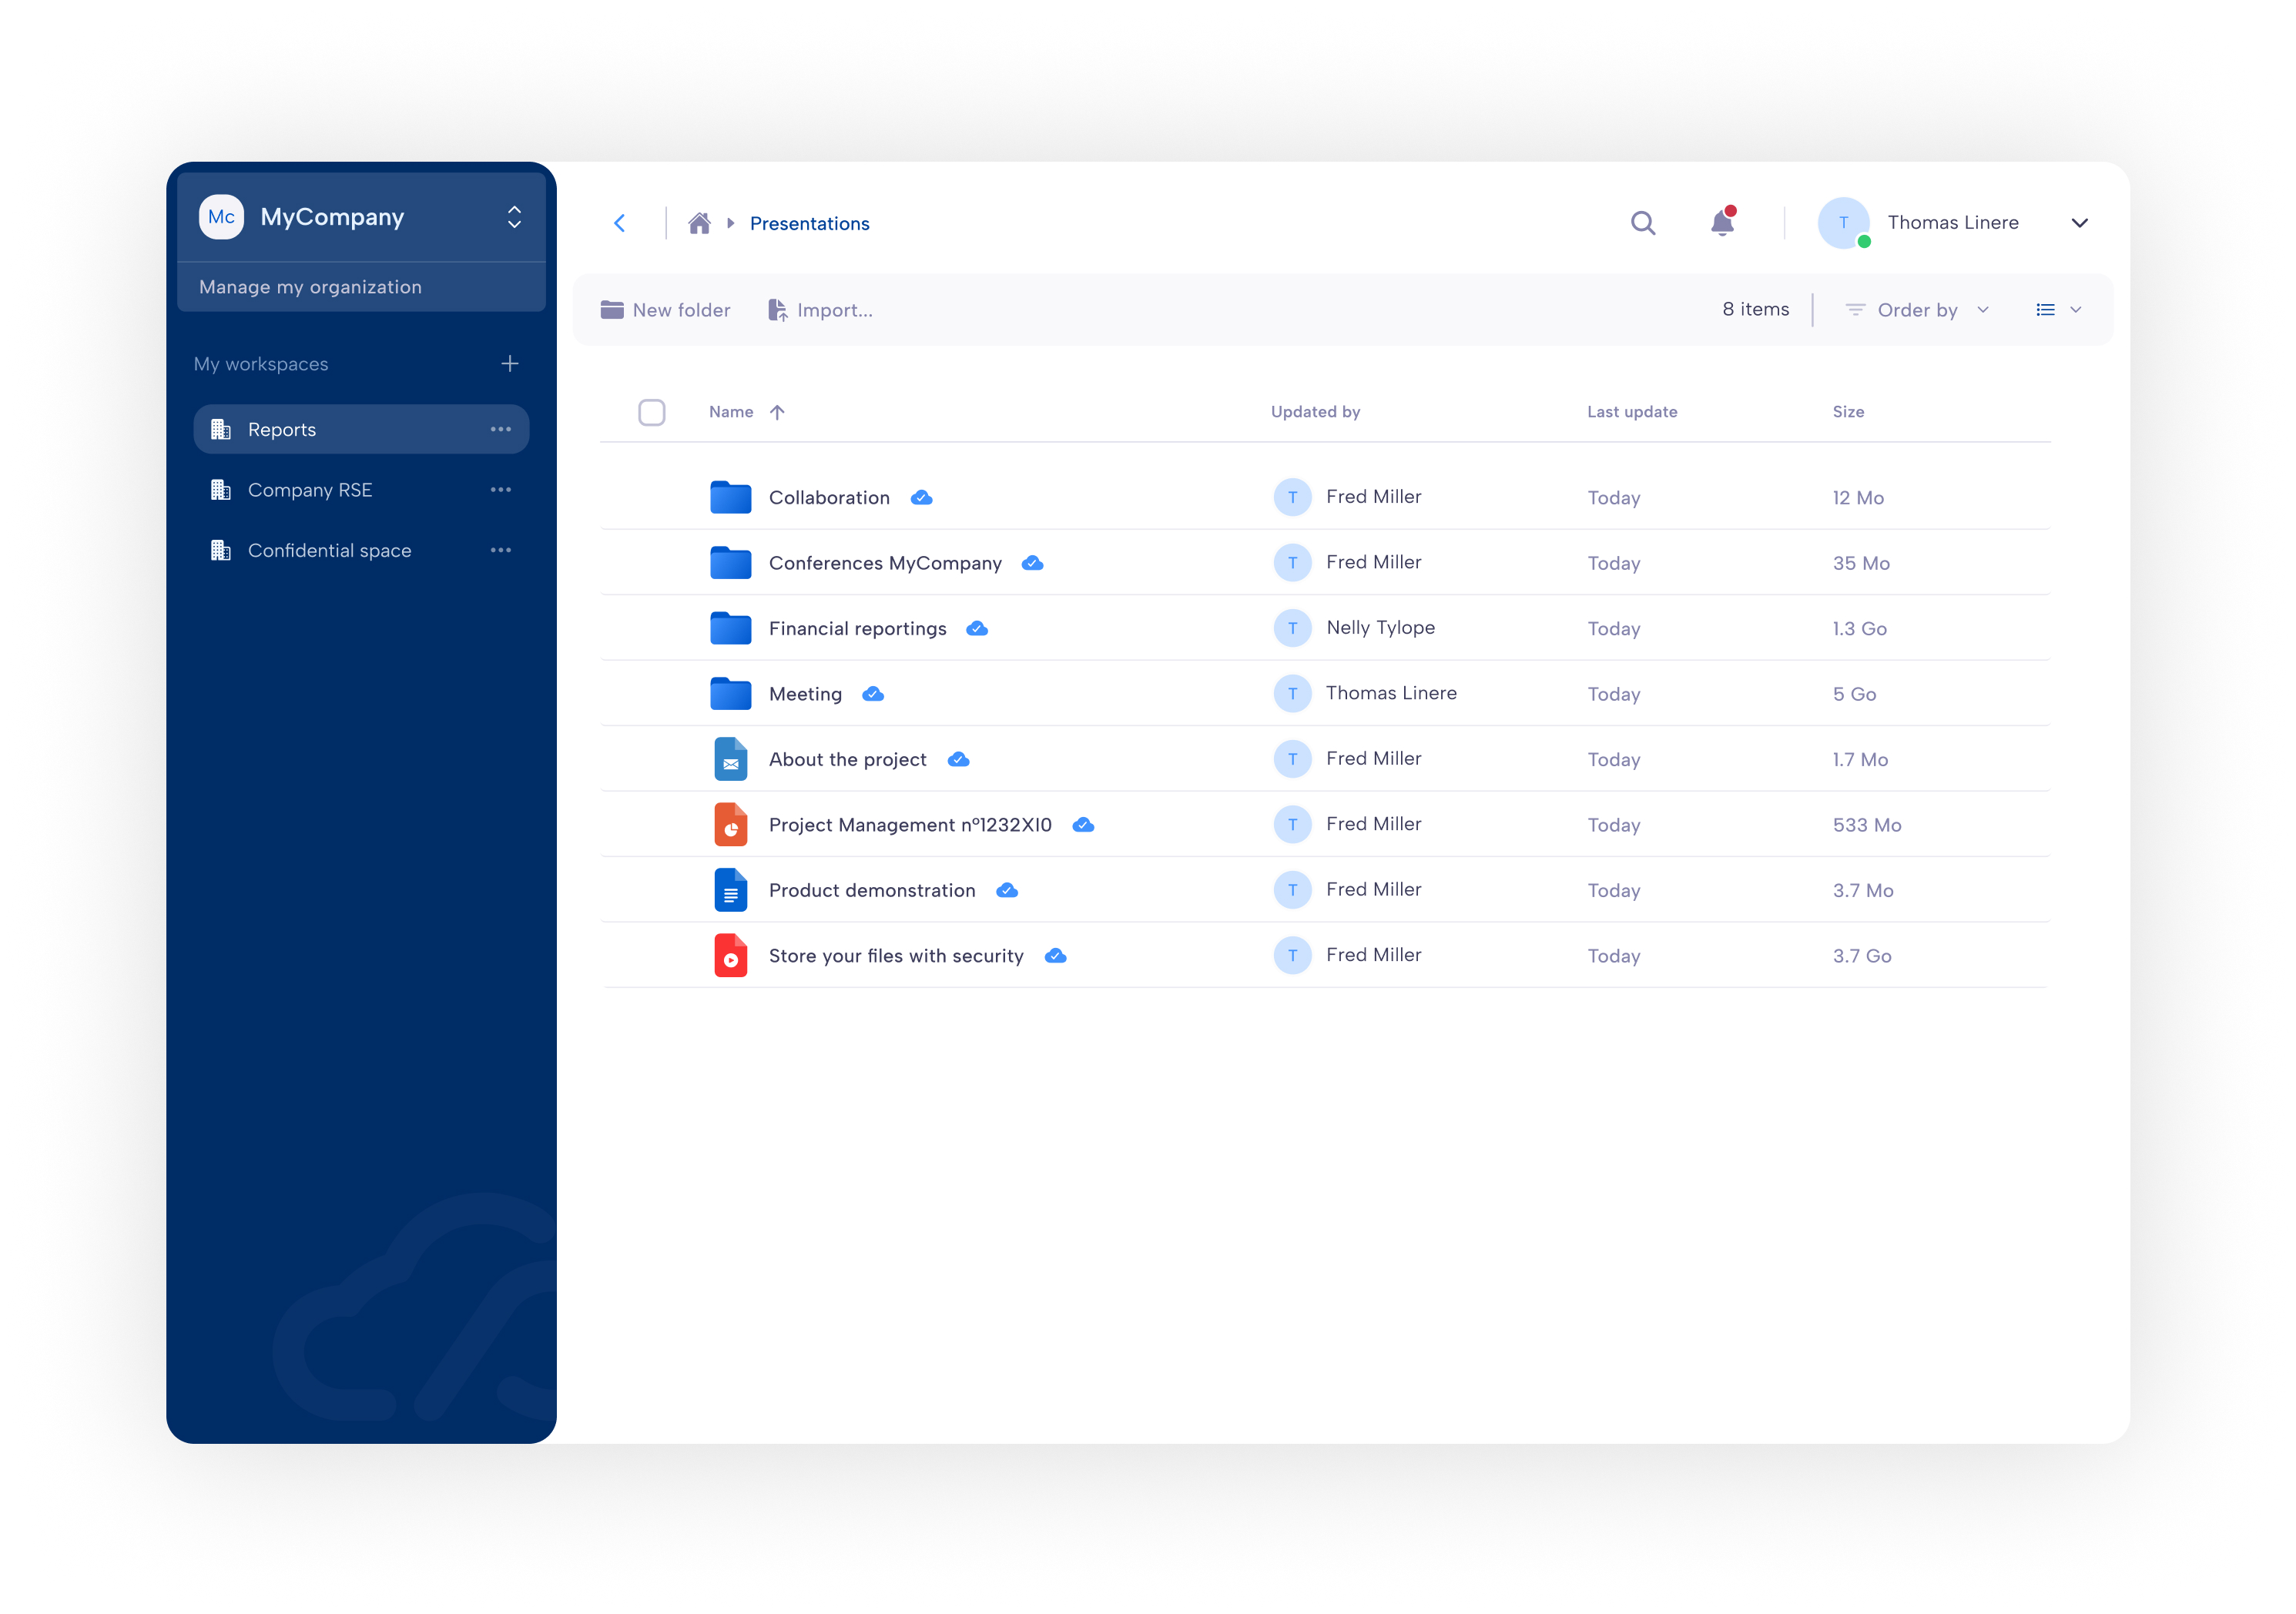 Mc MyCompany
Manage my organization
My workspaces
Reports
Company RSE
Confidential space
Presentations
T Thomas Linere
New folder Import... 8 items Order by
Name Updated by Last update Size
Collaboration T Fred Miller Today 12 Mo
Conferences MyCompany T Fred Miller Today 35 Mo
Financial reportings T Nelly Tylope Today 1.3 Go
Meeting T Thomas Linere Today 5 Go
About the project T Fred Miller Today 1.7 Mo
Project Management nº1232XI0 T Fred Miller Today 533 Mo
Product demonstration T Fred Miller Today 3.7 Mo
Store your files with security T Fred Miller Today 3.7 Go